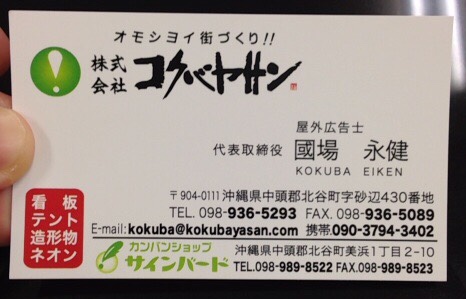 オモシヨイ街づくり!!
株式会社 コクバヤサン
屋外広告士
代表取締役 國場 永健
KOKUBA EIKEN
〒904-0111 沖縄県中頭郡北谷町字砂辺430番地
TEL. 098-936-5293 FAX. 098-936-5089
E-mail: kokuba@kokubayasan.com 携帯.090-3794-3402
看板
テント
造形物
ネオン
カンバンショップ
サインバード
沖縄県中頭郡北谷町美浜1丁目2-10
TEL.098-989-8522 FAX.098-989-8523